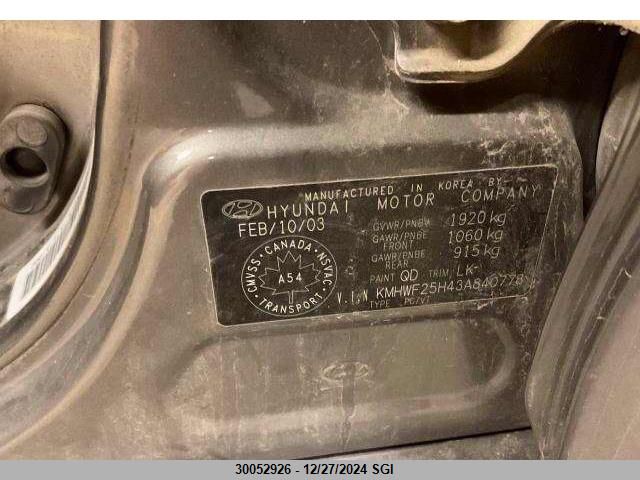 MANUFACTURED IN KOREA BY
HYUNDAI MOTOR COMPANY
FEB/10/03
GVWR/PNBV 1920 kg
GAWR/PNBE FRONT 1060 kg
GAWR/PNBE REAR 915 kg
PAINT QD TRIM LK
CMVSS · CANADA · NSVAC
A54
TRANSPORT
V.I.N KMHWF25H43A840778
TYPE PC/VT
30052926 - 12/27/2024 SGI